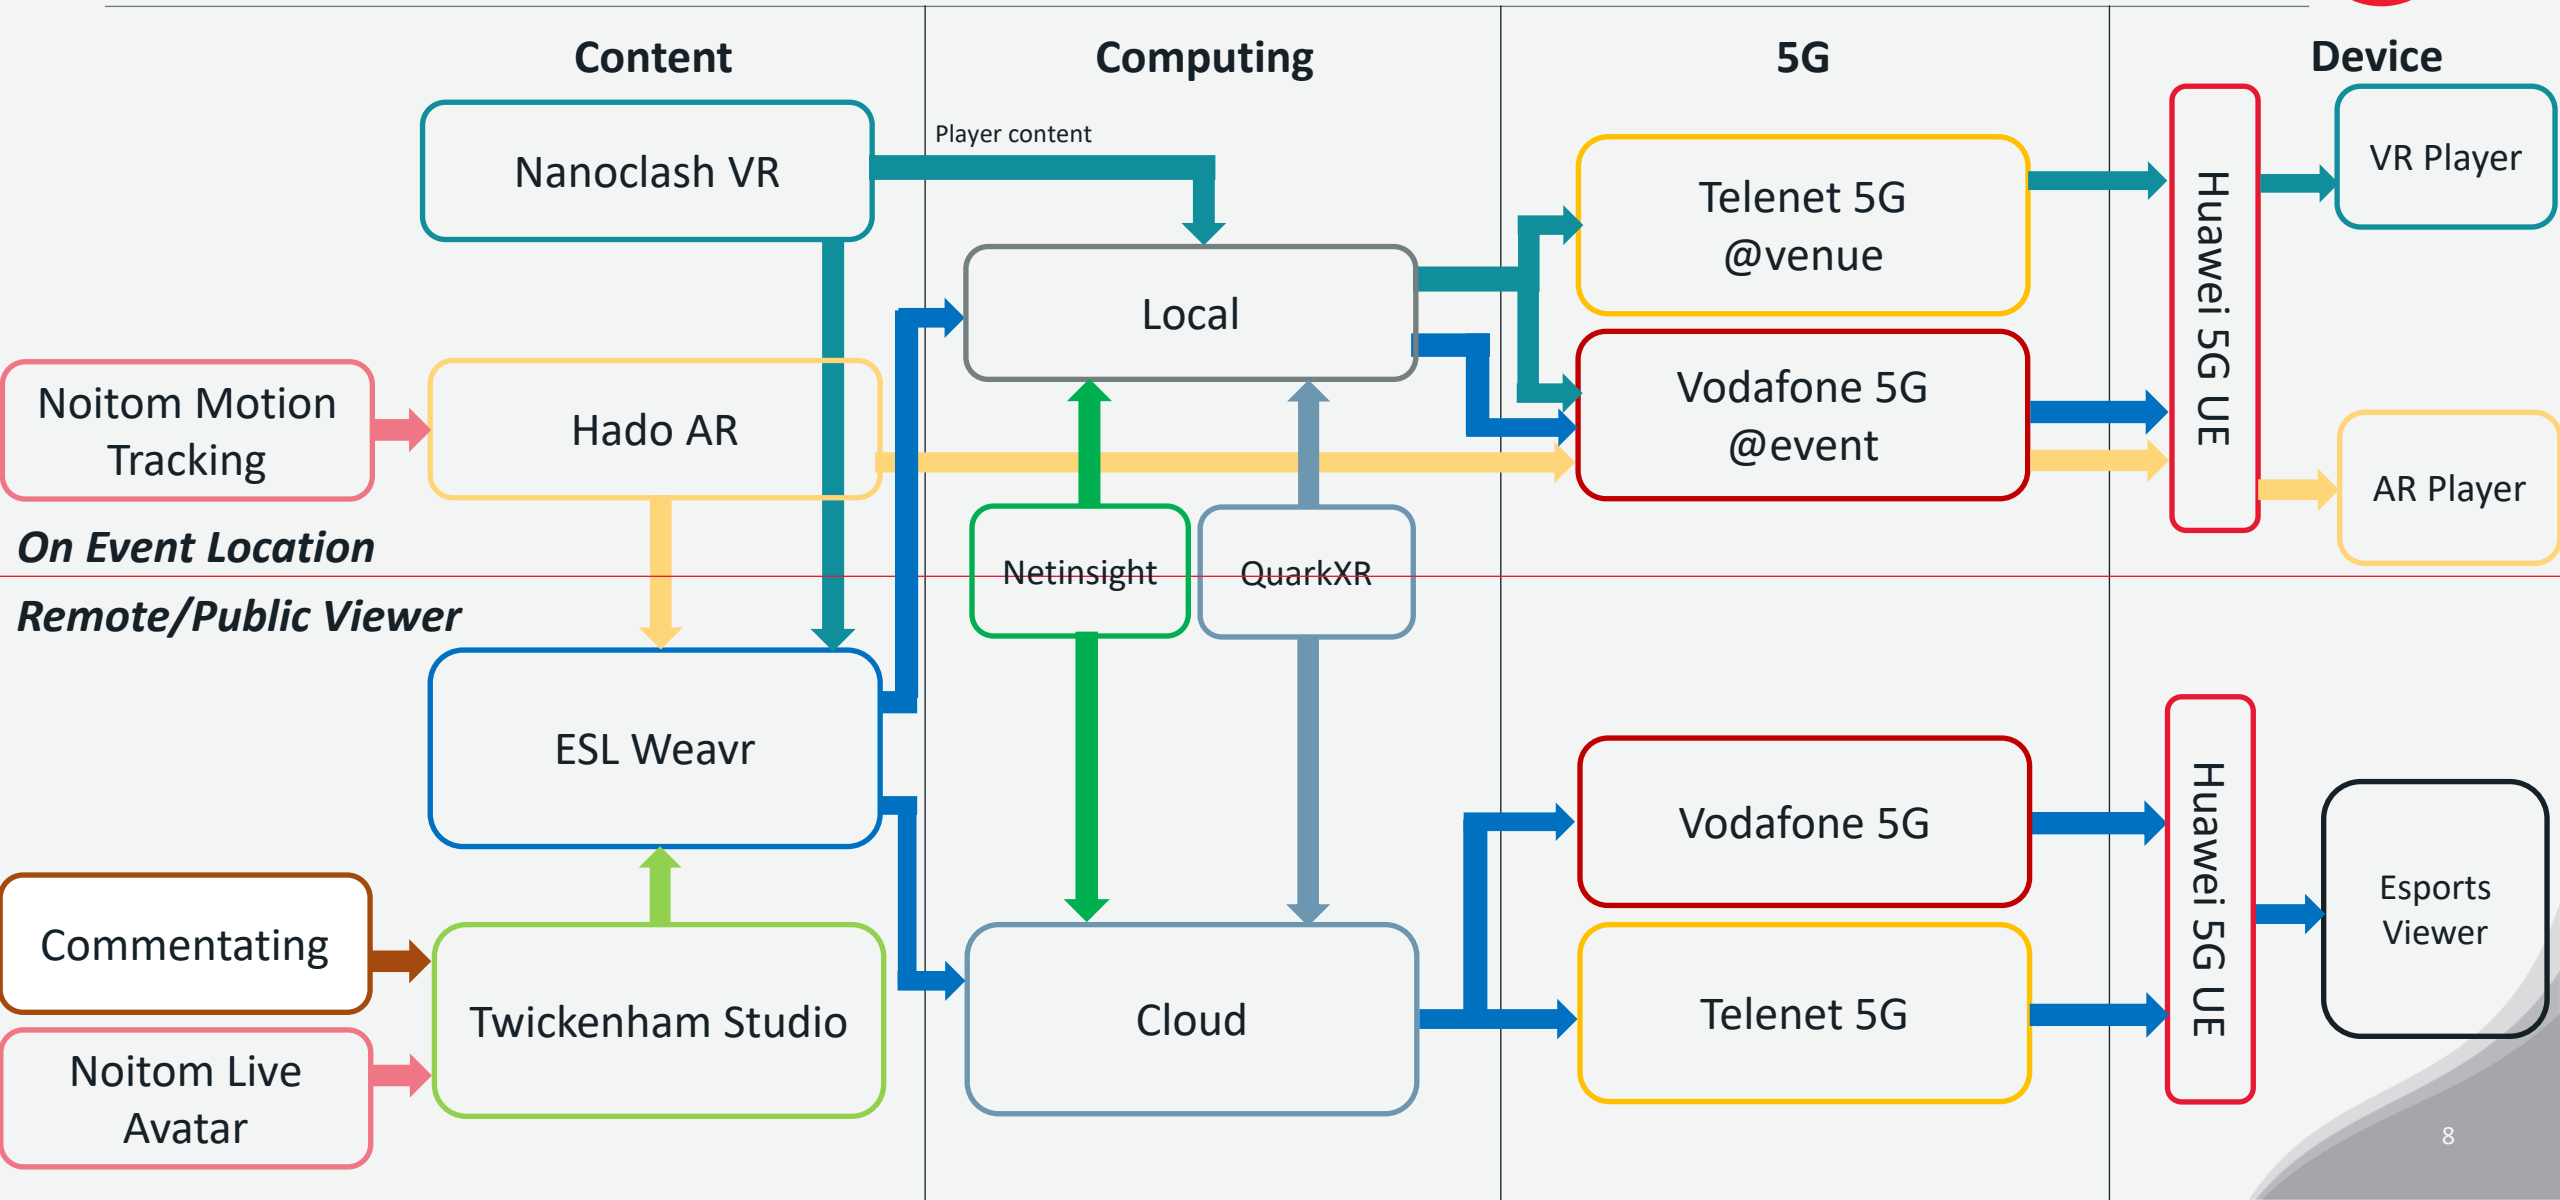 Content
Computing
5G
Device
Nanoclash VR
Player content
Telenet 5G
@venue
Huawei 5G UE
VR Player
Local
Noitom Motion
Tracking
Hado AR
Vodafone 5G
@event
AR Player
On Event Location
Netinsight
QuarkXR
Remote/Public Viewer
ESL Weavr
Vodafone 5G
Huawei 5G UE
Esports
Viewer
Commentating
Twickenham Studio
Cloud
Telenet 5G
Noitom Live
Avatar
8